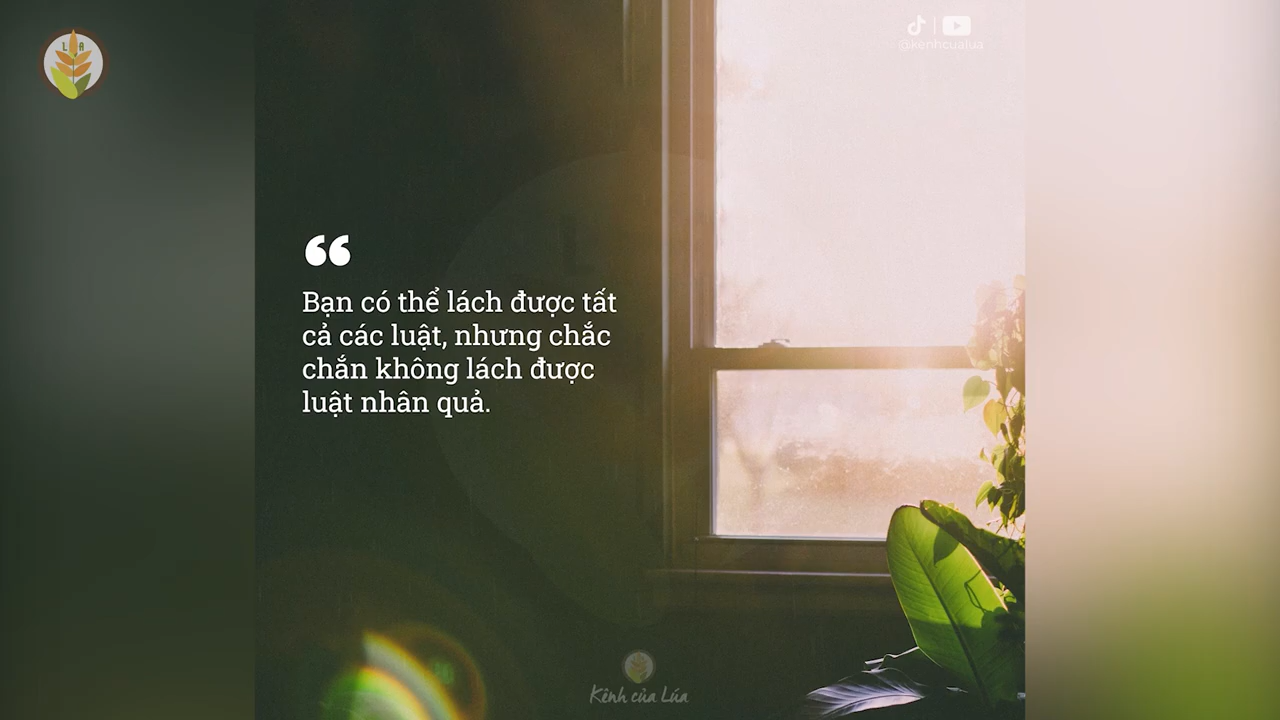 L A
@kenhcualua
“
Bạn có thể lách được tất
cả các luật, nhưng chắc
chắn không lách được
luật nhân quả.
Kênh của Lúa